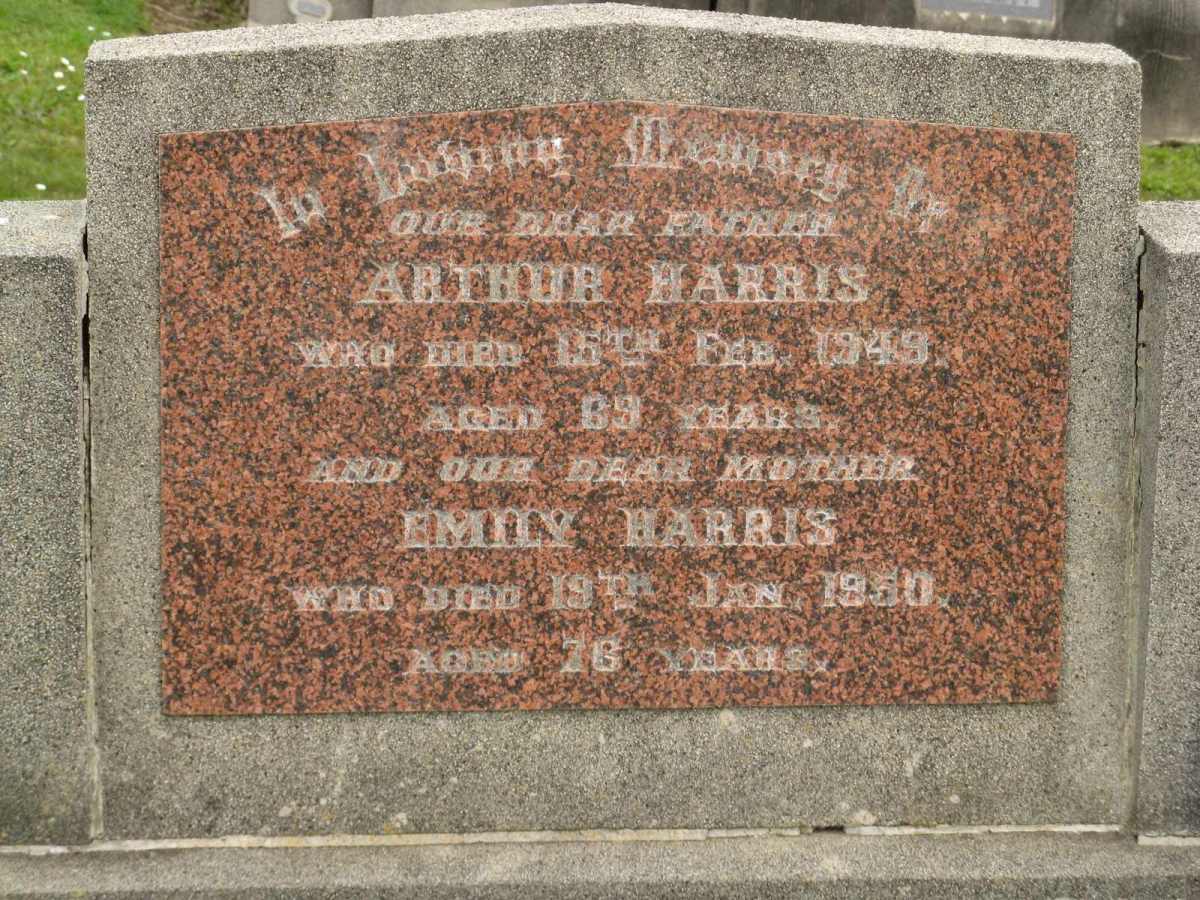 In Loving Memory Of
OUR DEAR FATHER
ARTHUR HARRIS
WHO DIED 15TH FEB. 1949.
AGED 69 YEARS.
AND OUR DEAR MOTHER
EMILY HARRIS
WHO DIED 19TH JAN. 1950.
AGED 76 YEARS.